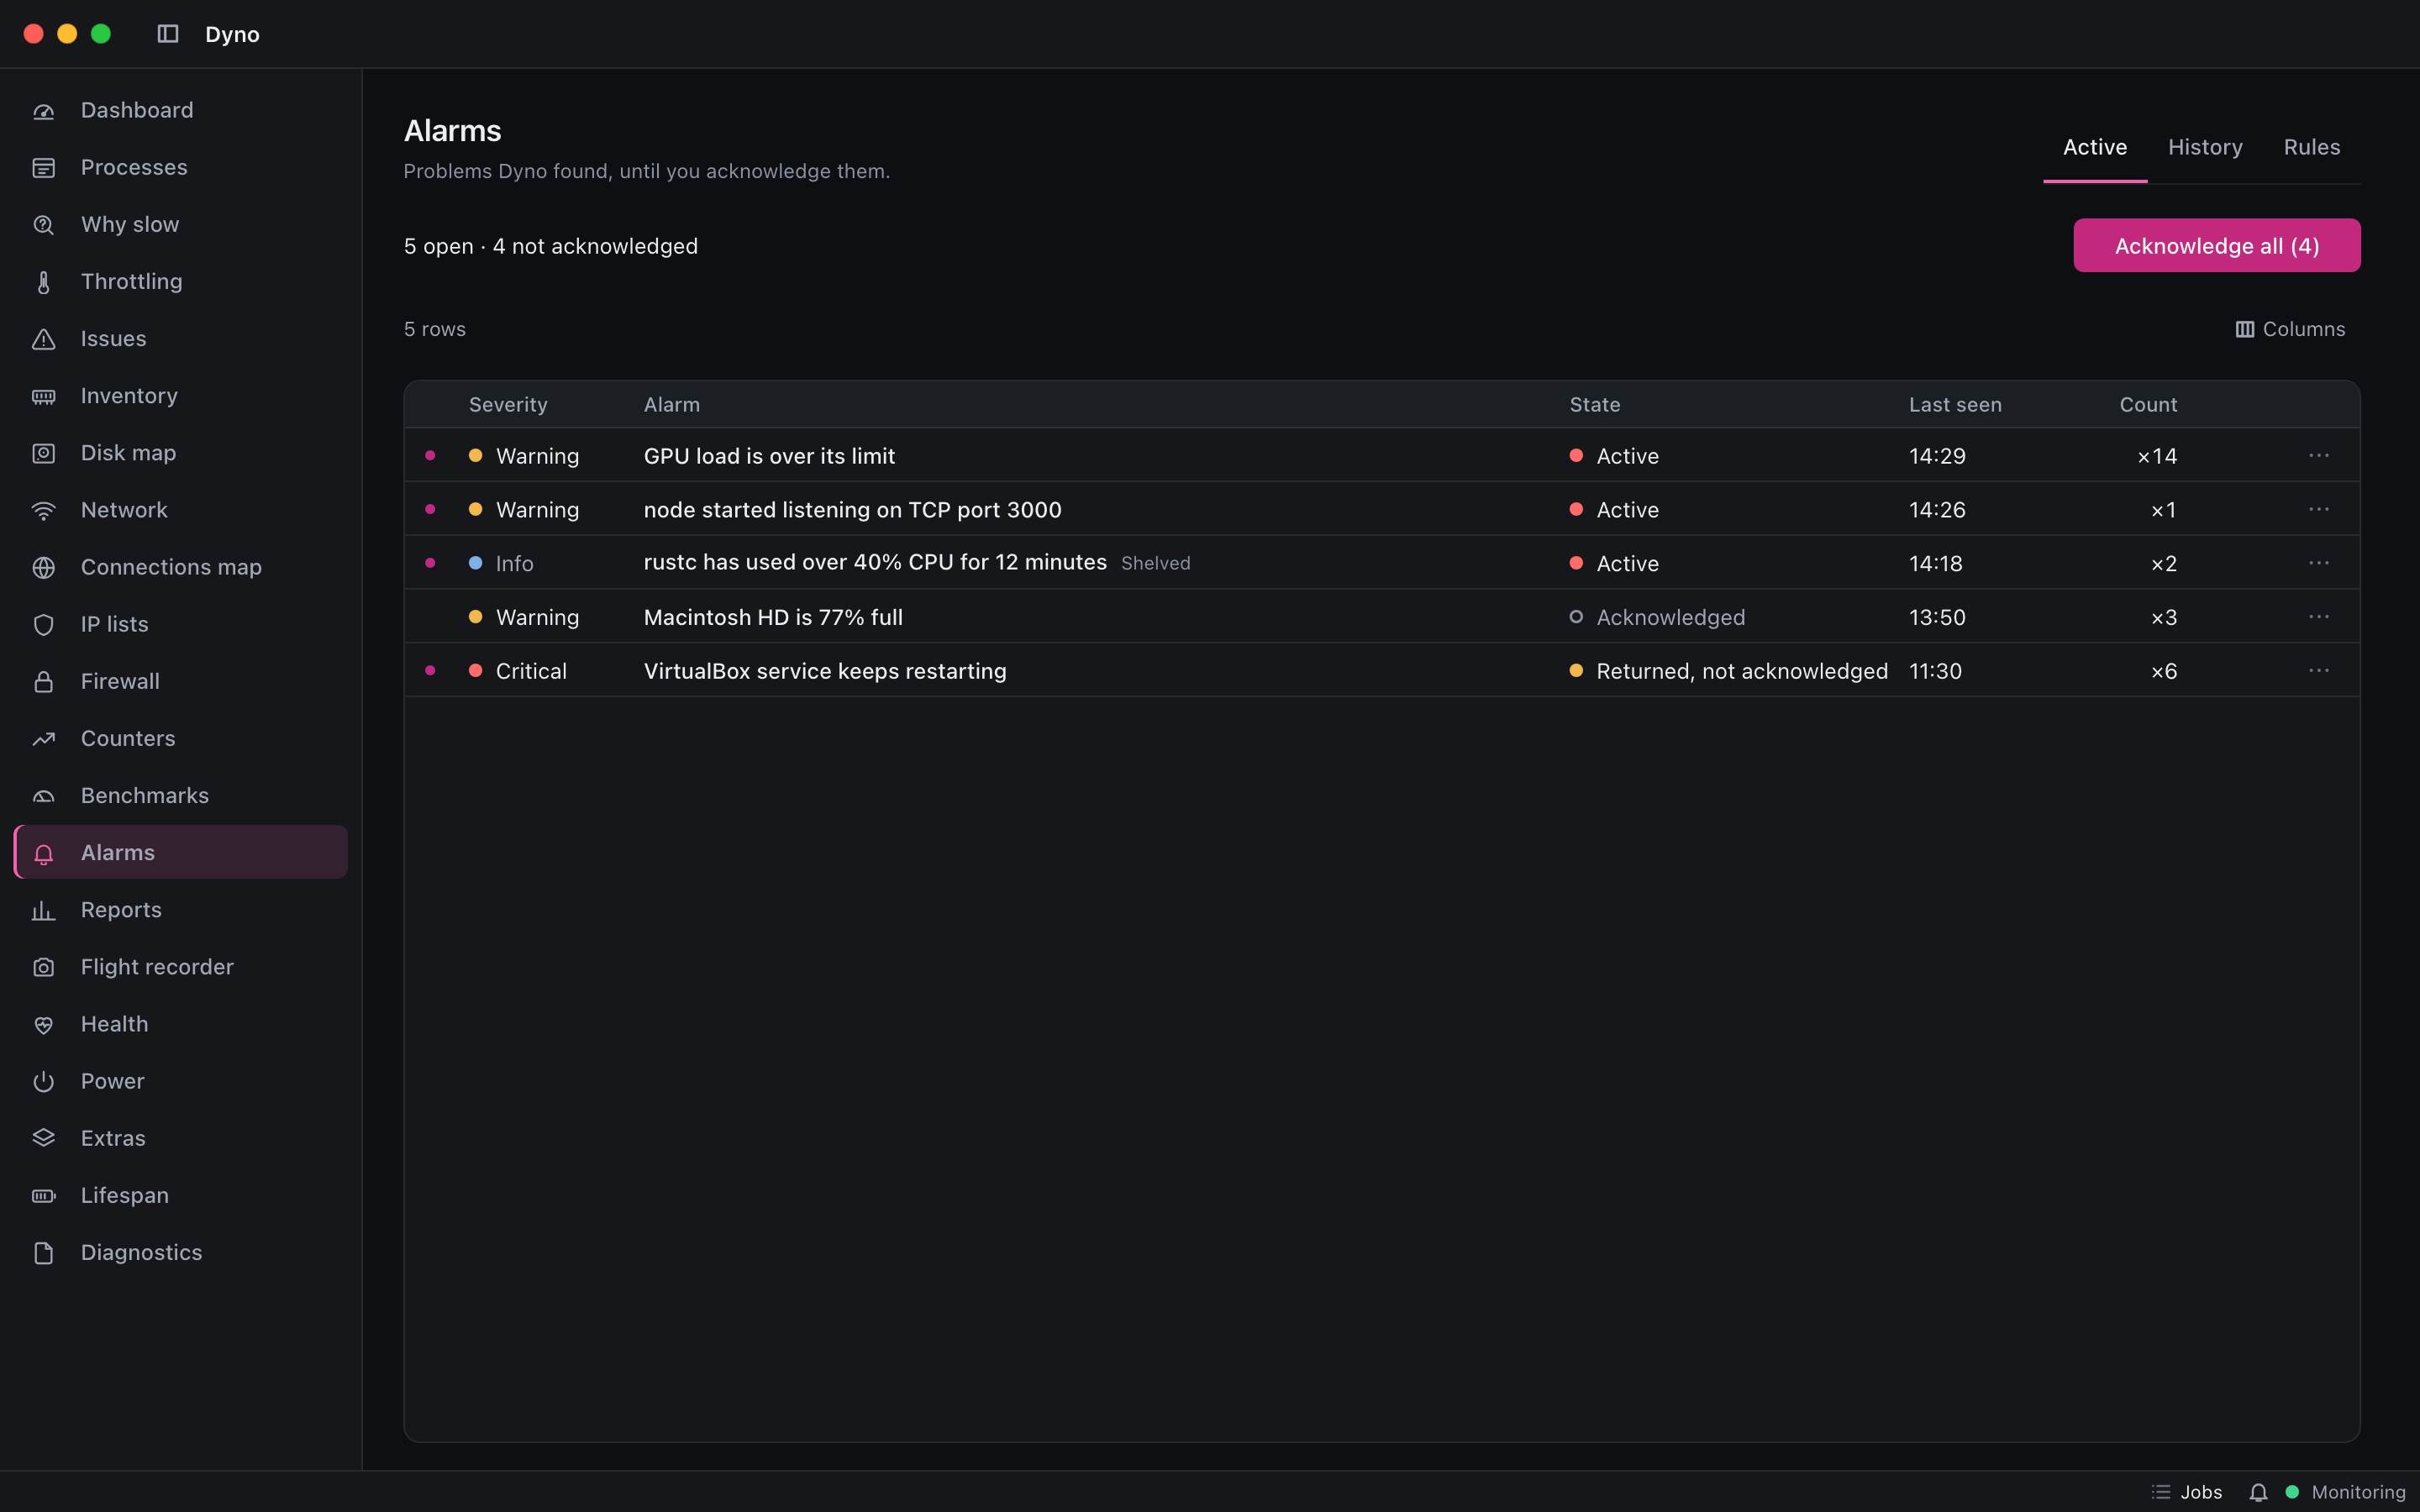 Dyno
Dashboard
Processes
Why slow
Throttling
Issues
Inventory
Disk map
Network
Connections map
IP lists
Firewall
Counters
Benchmarks
Alarms
Reports
Flight recorder
Health
Power
Extras
Lifespan
Diagnostics
Alarms
Problems Dyno found, until you acknowledge them.
Active History Rules
5 open · 4 not acknowledged
Acknowledge all (4)
5 rows
Columns
Severity Alarm State Last seen Count
Warning GPU load is over its limit Active 14:29 ×14 ···
Warning node started listening on TCP port 3000 Active 14:26 ×1 ···
Info rustc has used over 40% CPU for 12 minutes Shelved Active 14:18 ×2 ···
Warning Macintosh HD is 77% full Acknowledged 13:50 ×3 ···
Critical VirtualBox service keeps restarting Returned, not acknowledged 11:30 ×6 ···
Jobs Monitoring